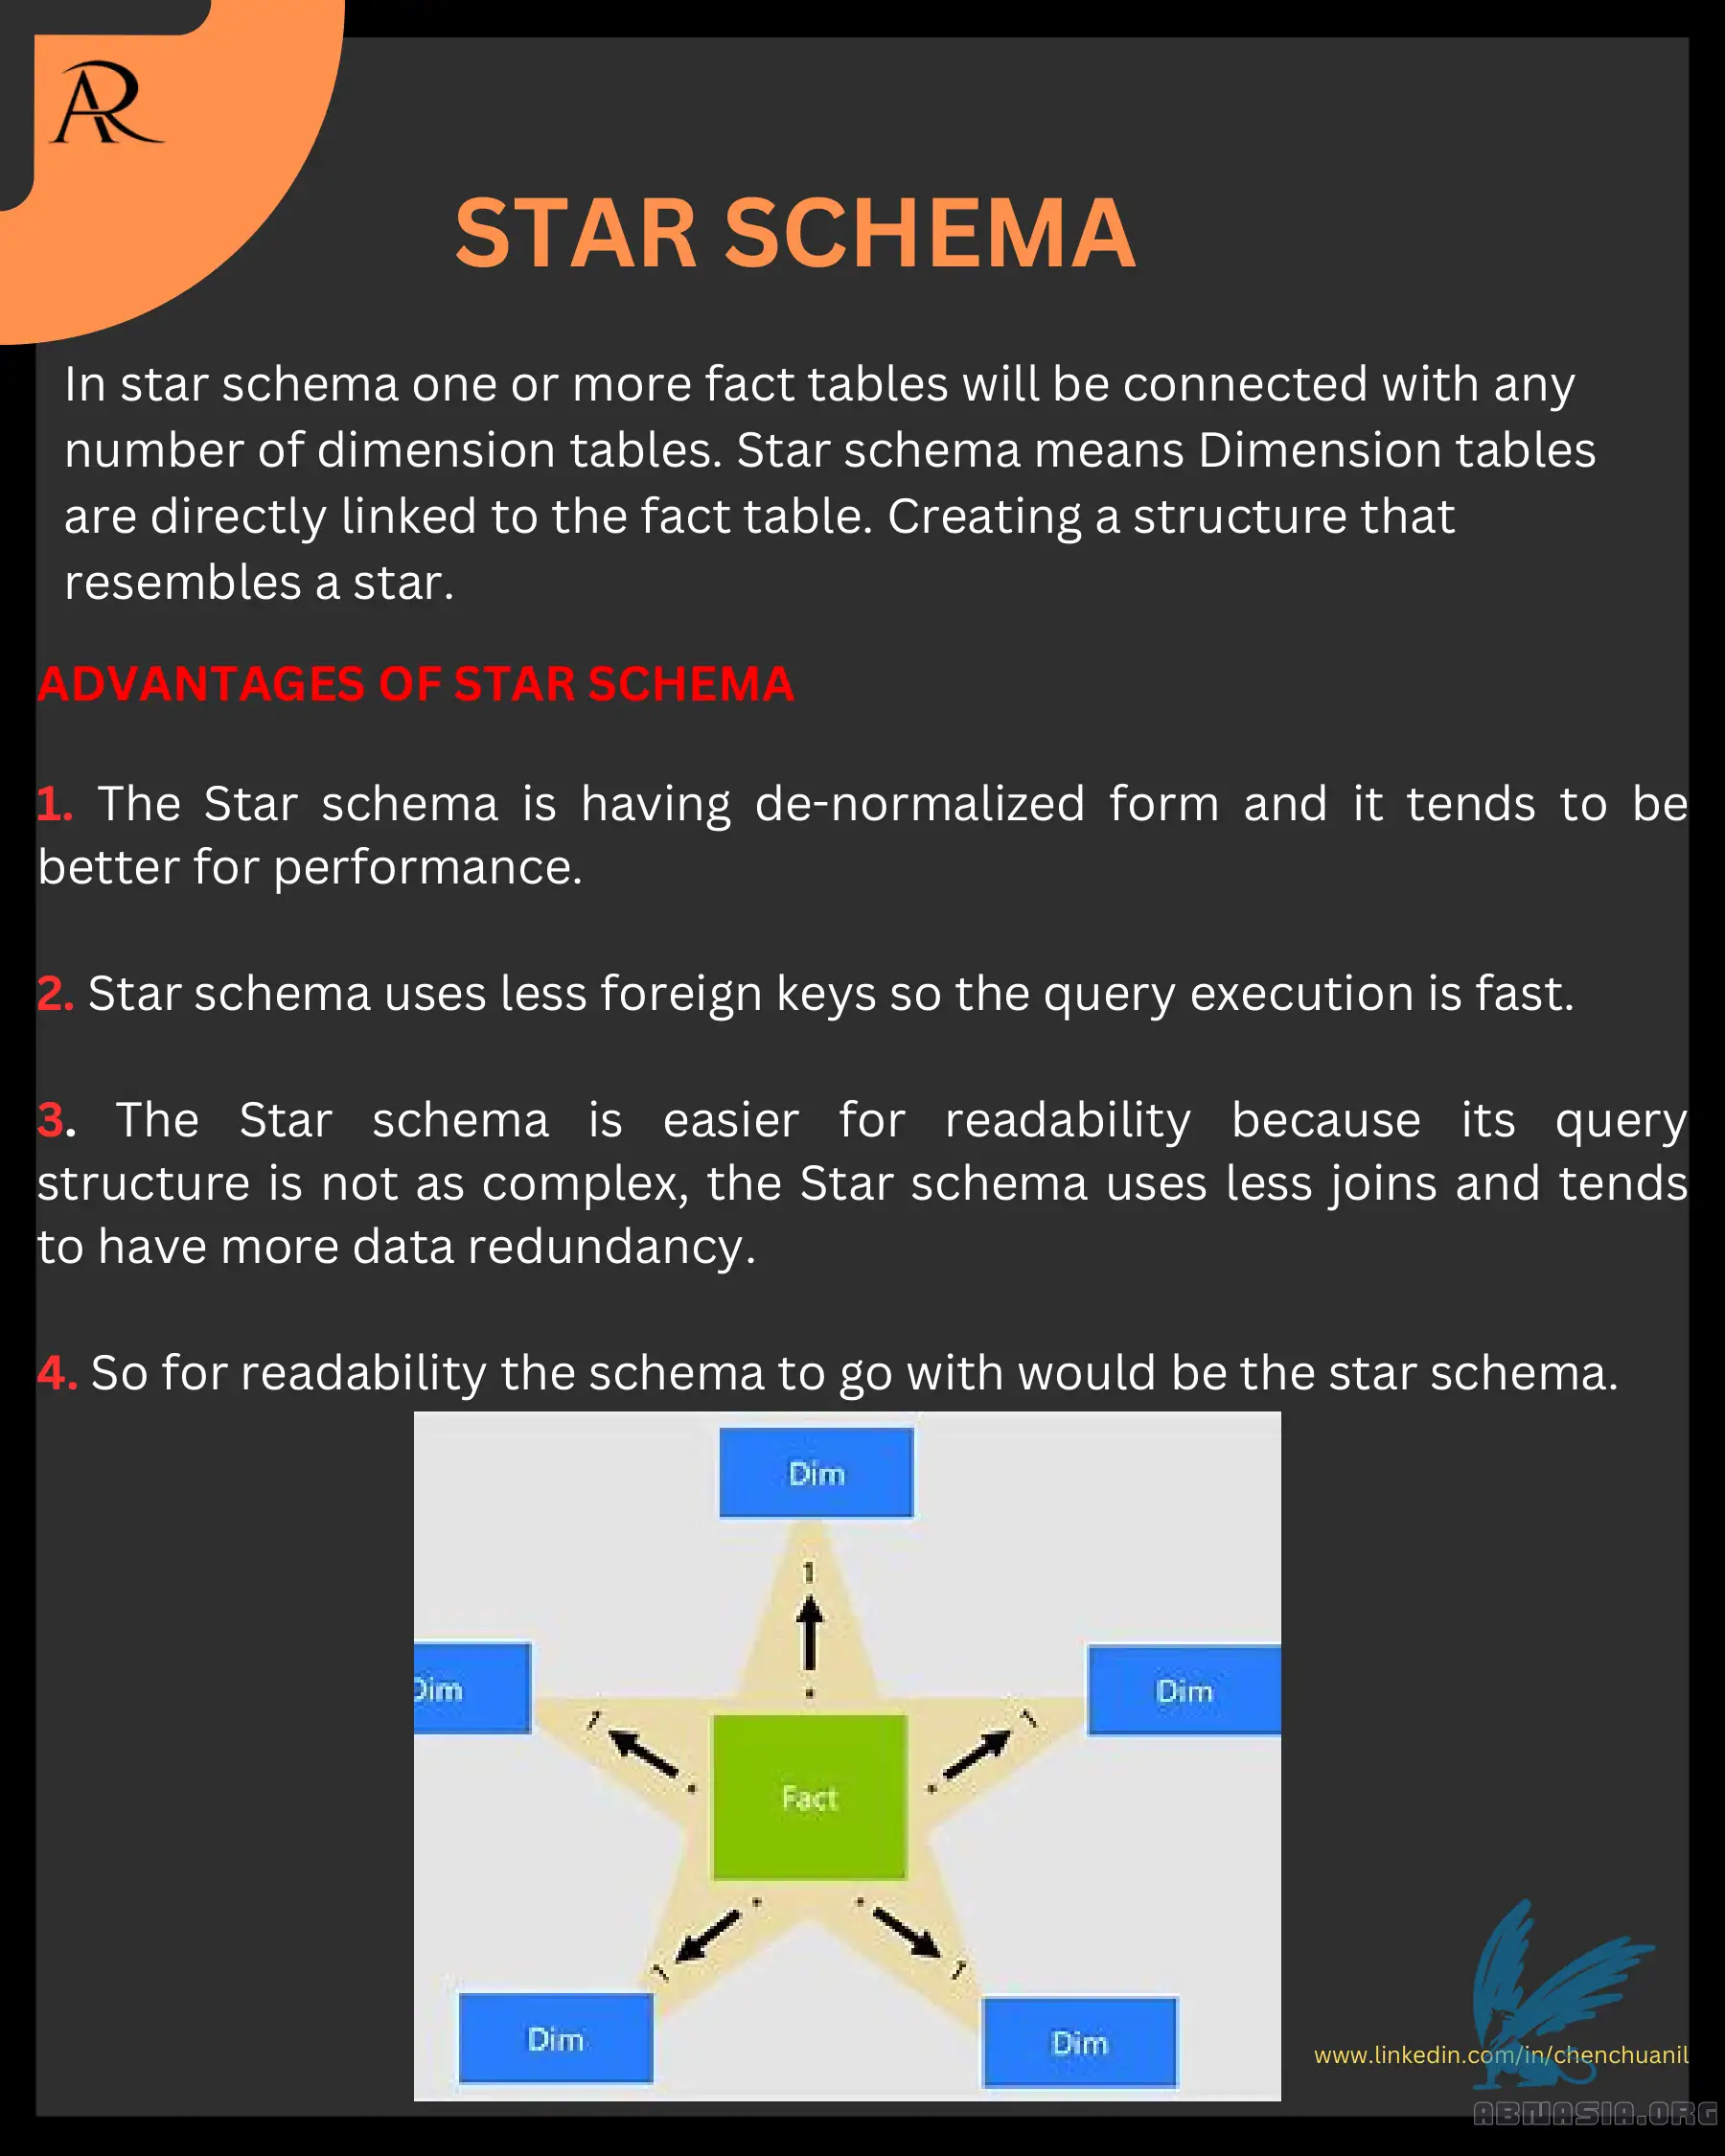 AR
STAR SCHEMA
In star schema one or more fact tables will be connected with any
number of dimension tables. Star schema means Dimension tables
are directly linked to the fact table. Creating a structure that
resembles a star.
ADVANTAGES OF STAR SCHEMA
1. The Star schema is having de-normalized form and it tends to be
better for performance.
2. Star schema uses less foreign keys so the query execution is fast.
3. The Star schema is easier for readability because its query
structure is not as complex, the Star schema uses less joins and tends
to have more data redundancy.
4. So for readability the schema to go with would be the star schema.
Dim
1
Dim
1
1
Dim
Fact
1
1
Dim
Dim
www.linkedin.com/in/chenchuanil
ABNASIA.ORG